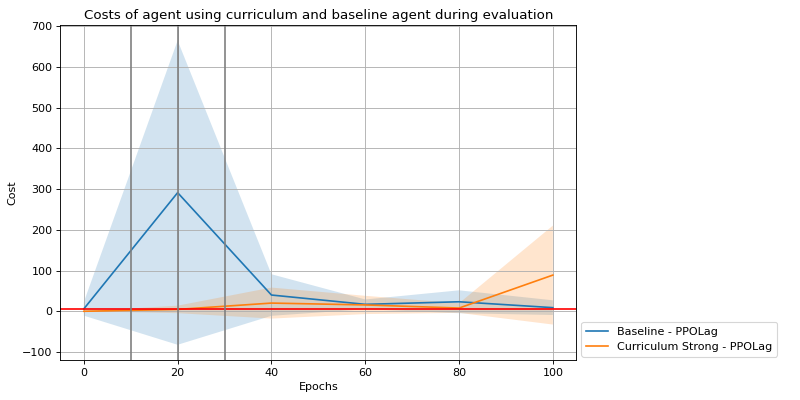 Costs of agent using curriculum and baseline agent during evaluation
700
600
500
400
300
200
100
0
−100
Cost
0 20 40 60 80 100
Epochs
Baseline - PPOLag
Curriculum Strong - PPOLag